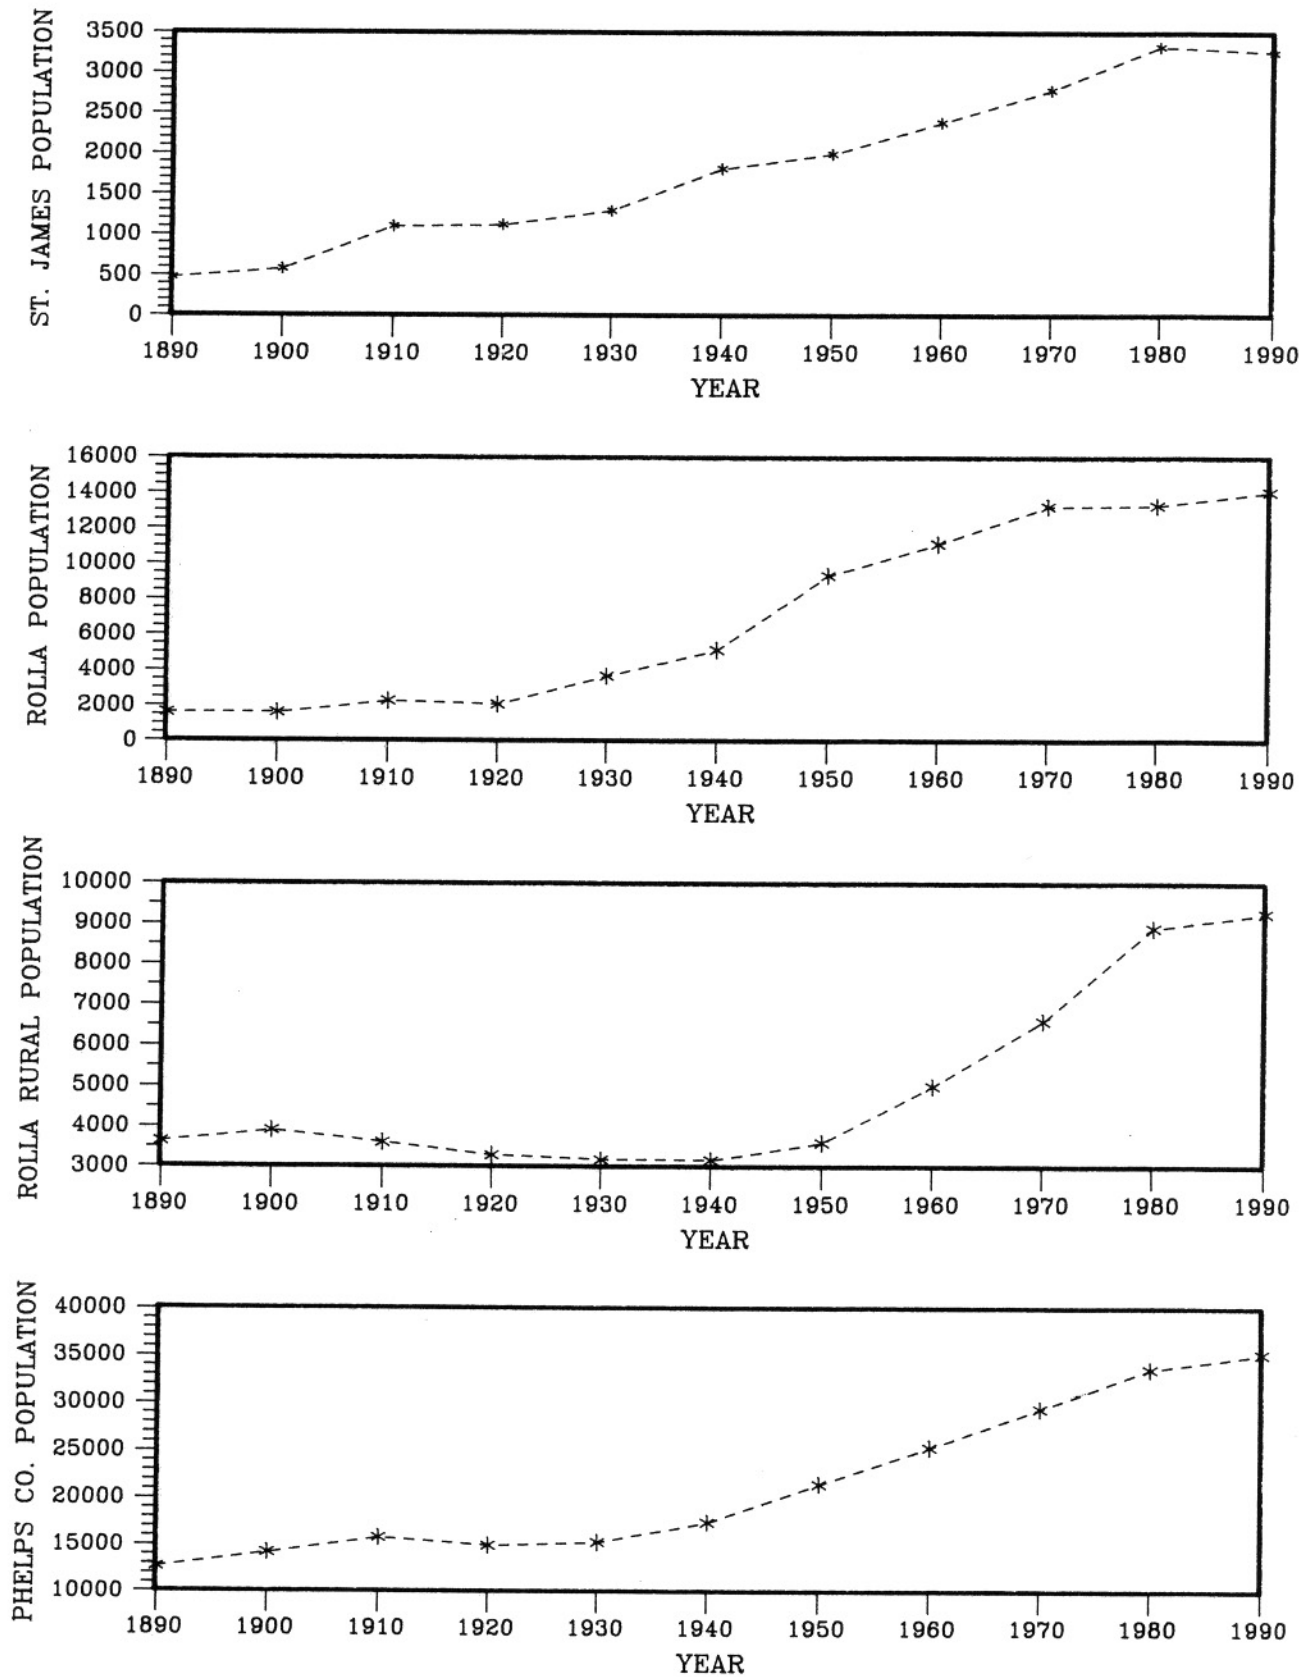 ST. JAMES POPULATION
3500
3000
2500
2000
1500
1000
500
0
1890 1900 1910 1920 1930 1940 1950 1960 1970 1980 1990
YEAR
ROLLA POPULATION
16000
14000
12000
10000
8000
6000
4000
2000
0
1890 1900 1910 1920 1930 1940 1950 1960 1970 1980 1990
YEAR
ROLLA RURAL POPULATION
10000
9000
8000
7000
6000
5000
4000
3000
1890 1900 1910 1920 1930 1940 1950 1960 1970 1980 1990
YEAR
PHELPS CO. POPULATION
40000
35000
30000
25000
20000
15000
10000
1890 1900 1910 1920 1930 1940 1950 1960 1970 1980 1990
YEAR